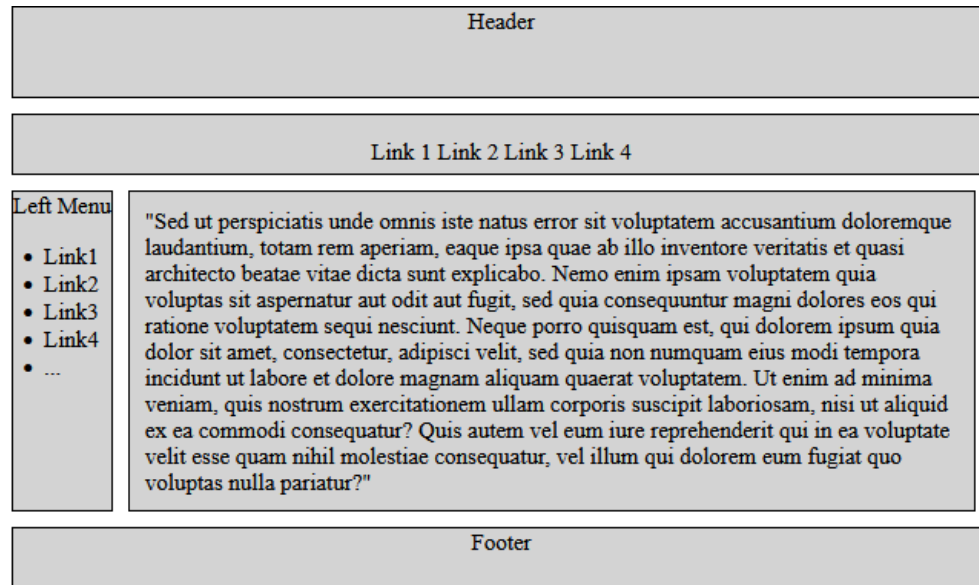 Header
Link 1 Link 2 Link 3 Link 4
Left Menu
Link1
Link2
Link3
Link4
...
"Sed ut perspiciatis unde omnis iste natus error sit voluptatem accusantium doloremque
laudantium, totam rem aperiam, eaque ipsa quae ab illo inventore veritatis et quasi
architecto beatae vitae dicta sunt explicabo. Nemo enim ipsam voluptatem quia
voluptas sit aspernatur aut odit aut fugit, sed quia consequuntur magni dolores eos qui
ratione voluptatem sequi nesciunt. Neque porro quisquam est, qui dolorem ipsum quia
dolor sit amet, consectetur, adipisci velit, sed quia non numquam eius modi tempora
incidunt ut labore et dolore magnam aliquam quaerat voluptatem. Ut enim ad minima
veniam, quis nostrum exercitationem ullam corporis suscipit laboriosam, nisi ut aliquid
ex ea commodi consequatur? Quis autem vel eum iure reprehenderit qui in ea voluptate
velit esse quam nihil molestiae consequatur, vel illum qui dolorem eum fugiat quo
voluptas nulla pariatur?"
Footer